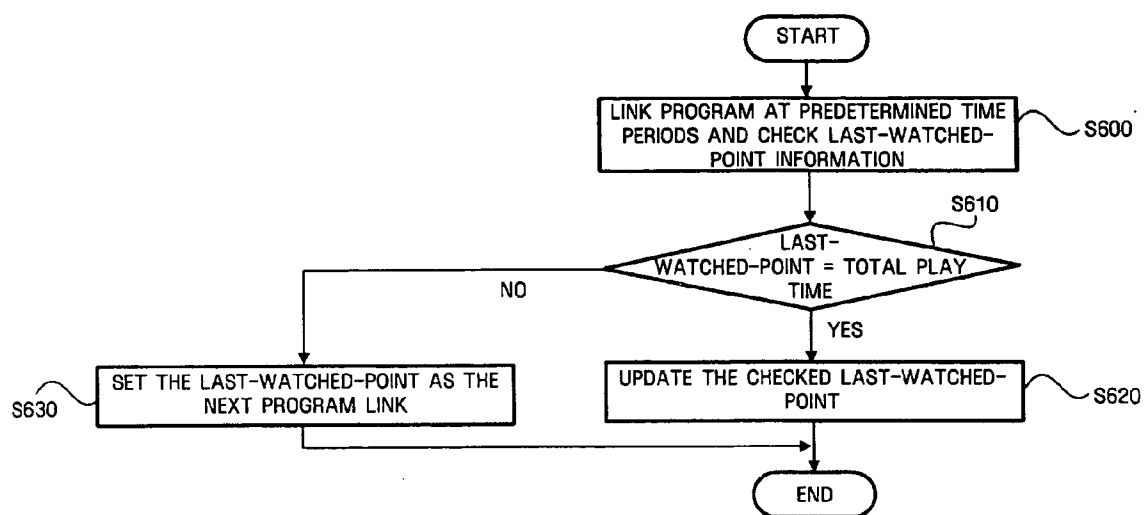 START
LINK PROGRAM AT PREDETERMINED TIME
PERIODS AND CHECK LAST-WATCHED-
POINT INFORMATION
S600
S610
LAST-
WATCHED-POINT = TOTAL PLAY
TIME
NO
YES
SET THE LAST-WATCHED-POINT AS THE
NEXT PROGRAM LINK
S630
UPDATE THE CHECKED LAST-WATCHED-
POINT
S620
END